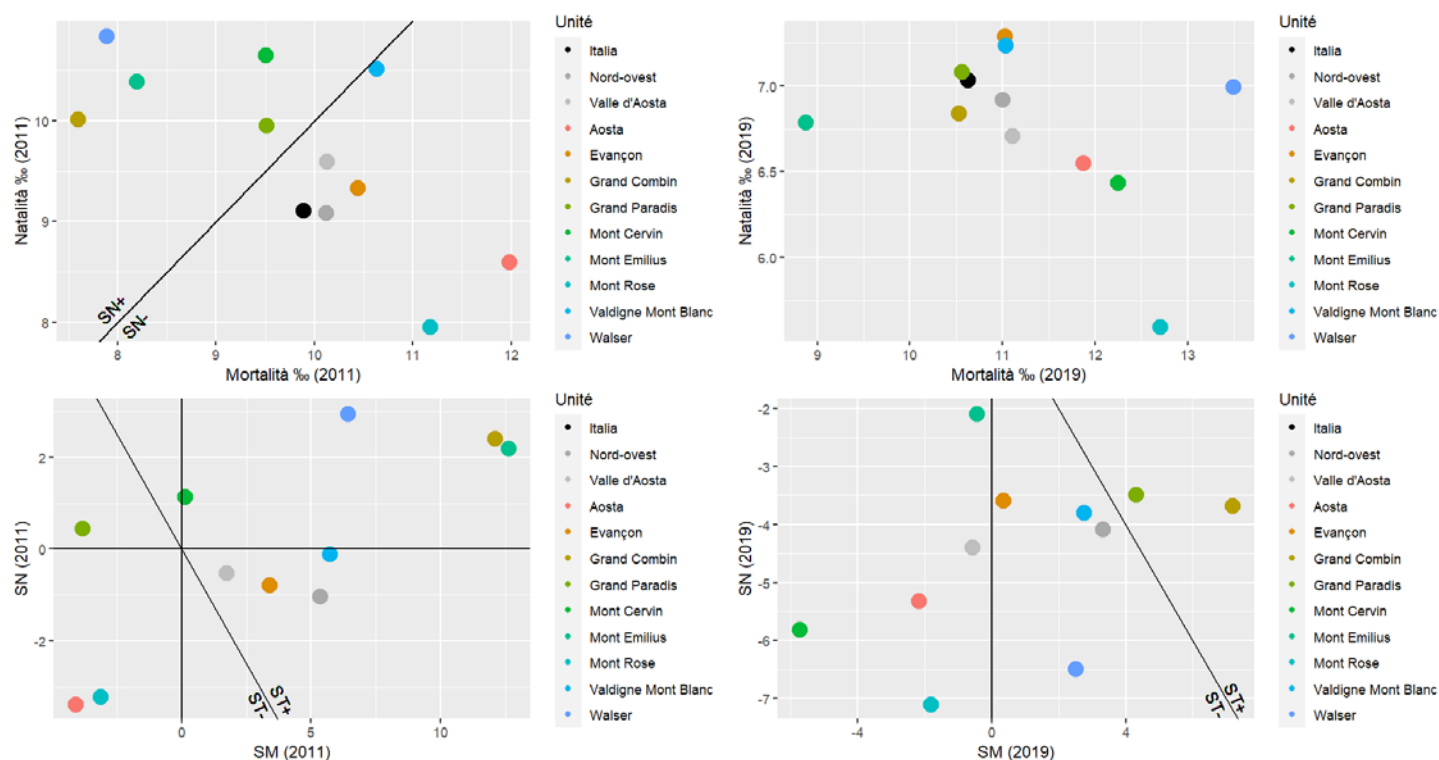 Natalità ‰ (2011)
10
9
8
SN+
SN-
8 9 10 11 12
Mortalità ‰ (2011)
Unité
Italia
Nord-ovest
Valle d'Aosta
Aosta
Evançon
Grand Combin
Grand Paradis
Mont Cervin
Mont Emilius
Mont Rose
Valdigne Mont Blanc
Walser
Natalità ‰ (2019)
7.0
6.5
6.0
9 10 11 12 13
Mortalità ‰ (2019)
Unité
Italia
Nord-ovest
Valle d'Aosta
Aosta
Evançon
Grand Combin
Grand Paradis
Mont Cervin
Mont Emilius
Mont Rose
Valdigne Mont Blanc
Walser
SN (2011)
2
0
-2
ST+
ST-
0 5 10
SM (2011)
Unité
Italia
Nord-ovest
Valle d'Aosta
Aosta
Evançon
Grand Combin
Grand Paradis
Mont Cervin
Mont Emilius
Mont Rose
Valdigne Mont Blanc
Walser
SN (2019)
-2
-3
-4
-5
-6
-7
ST+
ST-
-4 0 4
SM (2019)
Unité
Italia
Nord-ovest
Valle d'Aosta
Aosta
Evançon
Grand Combin
Grand Paradis
Mont Cervin
Mont Emilius
Mont Rose
Valdigne Mont Blanc
Walser